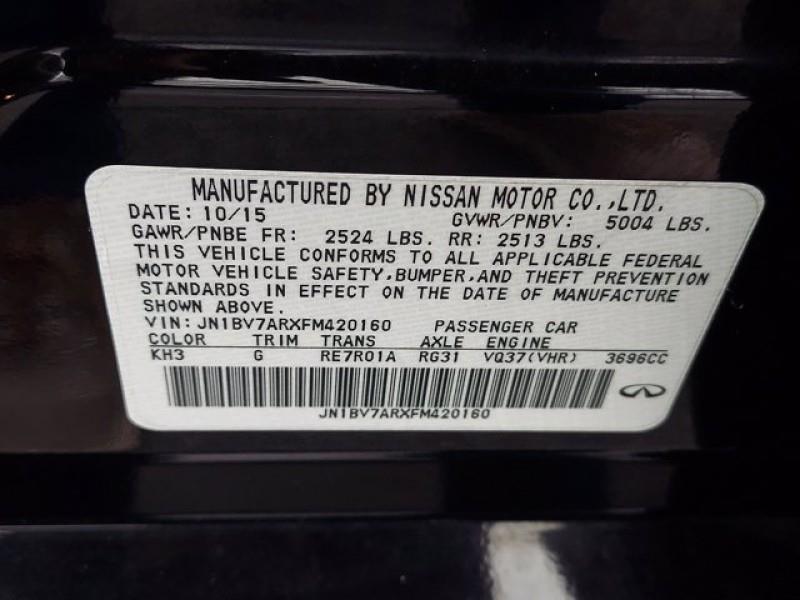 MANUFACTURED BY NISSAN MOTOR CO.,LTD.
DATE: 10/15 GVWR/PNBV: 5004 LBS.
GAWR/PNBE FR: 2524 LBS. RR: 2513 LBS.
THIS VEHICLE CONFORMS TO ALL APPLICABLE FEDERAL
MOTOR VEHICLE SAFETY,BUMPER,AND THEFT PREVENTION
STANDARDS IN EFFECT ON THE DATE OF MANUFACTURE
SHOWN ABOVE.
VIN: JN1BV7ARXFM420160 PASSENGER CAR
COLOR TRIM TRANS AXLE ENGINE
KH3 G RE7R01A RG31 VQ37(VHR) 3696CC
JN1BV7ARXFM420160